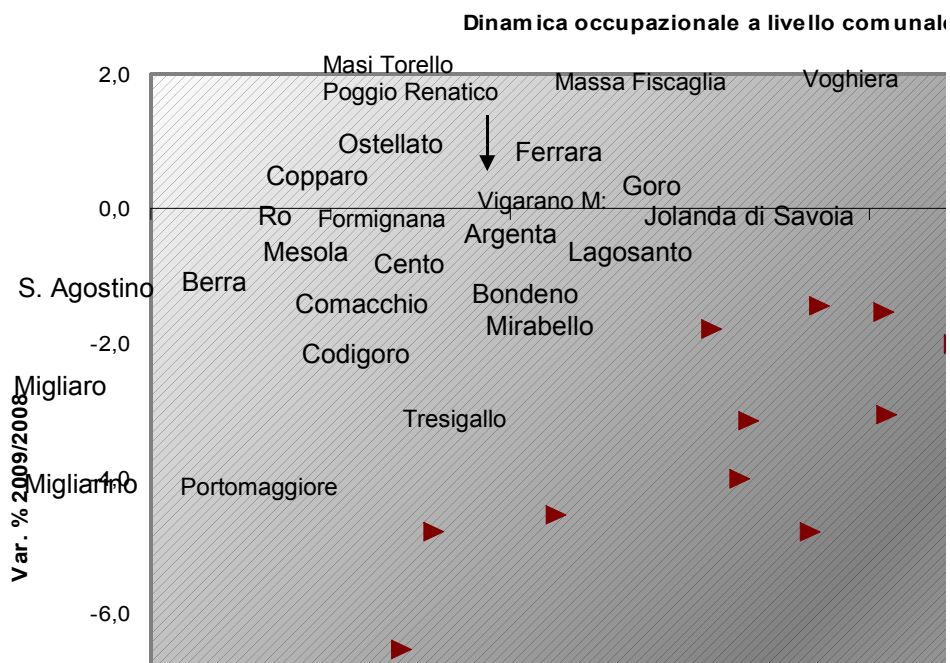 Dinamica occupazionale a livello comunale
Masi Torello
2,0
Massa Fiscaglia
Voghiera
Poggio Renatico
Ostellato
Ferrara
Copparo
Goro
Vigarano M:
0,0
Ro
Formignana
Jolanda di Savoia
Argenta
Mesola
Lagosanto
Cento
Berra
S. Agostino
Bondeno
Comacchio
Mirabello
-2,0
Codigoro
Migliaro
Tresigallo
-4,0
Migliarino
Portomaggiore
Var. % 2009/2008
-6,0